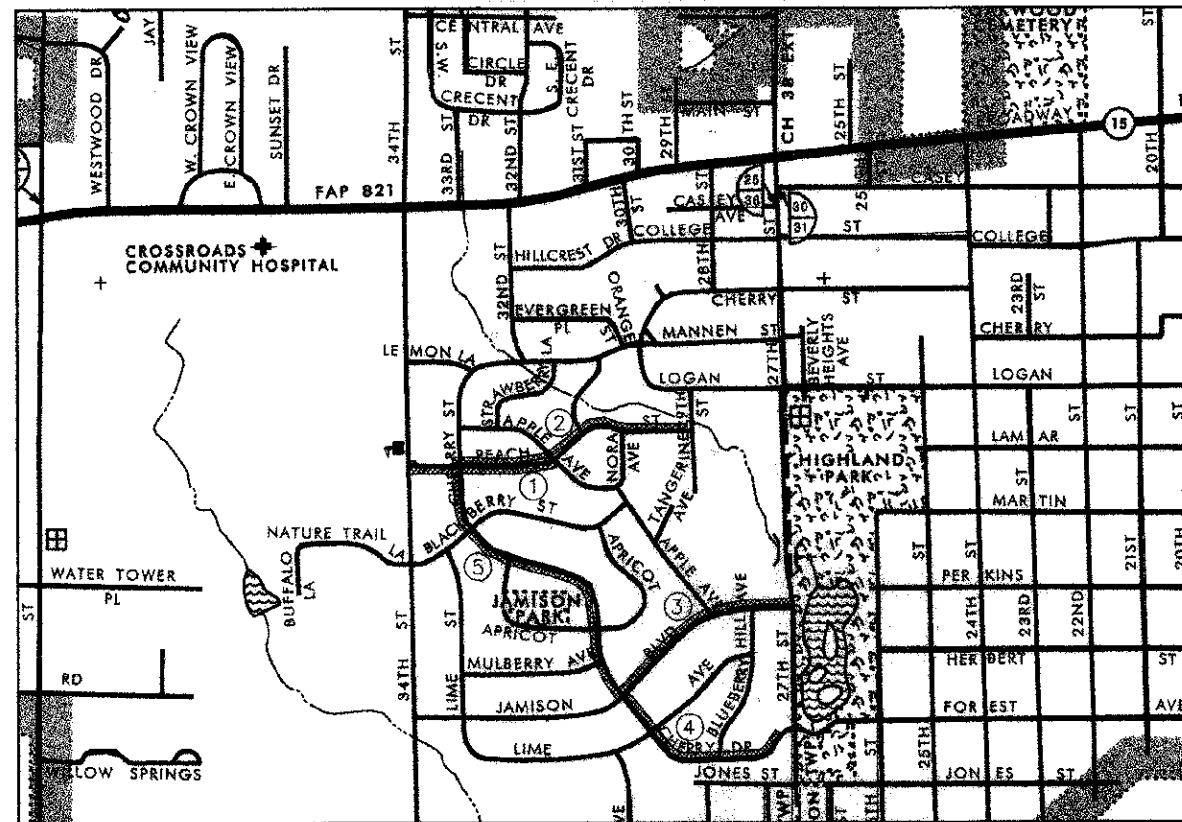 CENTRAL AVE
CIRCLE
DR
S.W.
CRECENT
DR
S. E.
CRECENT
DR
JAY
WESTWOOD DR
W. CROWN VIEW
E. CROWN VIEW
SUNSET DR
34TH ST
33RD ST
32ND ST
31ST ST
30TH ST
29TH
MAIN ST
CH 38 EXT
25TH ST
METERY
ROADWAY
15
20TH ST
FAP 821
CASEY
CASEY
AVE
30TH ST
25
30
30
31
ST
COLLEGE
ST
COLLEGE
CROSSROADS
COMMUNITY HOSPITAL
HILLCREST DR
32ND ST
28TH
ORANGE
ST
CHERRY
ST
23RD
ST
EVERGREEN
PL
MANNEN ST
CHERRY
LEMON LA
STRAWBERRY LA
LOGAN
27TH
BEVERLY
HEIGHTS
AVE
ST
LOGAN
CHERRY ST
APPLE
AVE
2
ST
29TH
ST
PEACH
NORA
AVE
TANGERINE
LAMAR
ST
21ST
ST
HIGHLAND
PARK
1
BLACKBERRY ST
TANGERINE
AVE
MARTIN
ST
NATURE TRAIL
LA
APRICOT
APPLE AVE
BUFFALO
LA
5
WATER TOWER
PL
JAMISON
PARK
APRICOT
3
PERKINS
ST
24TH
23RD
22ND
21ST
20TH
ST
34TH
ST
LIME
ST
MULBERRY AVE
BLVD
AVE
BLUEBERRY HILL AVE
27TH ST
HERBERT
ST
RD
JAMISON
4
FOREST
AVE
LIME
CHERRY DR
25TH
ST
WILLOW SPRINGS
JONES ST
JONES
ST